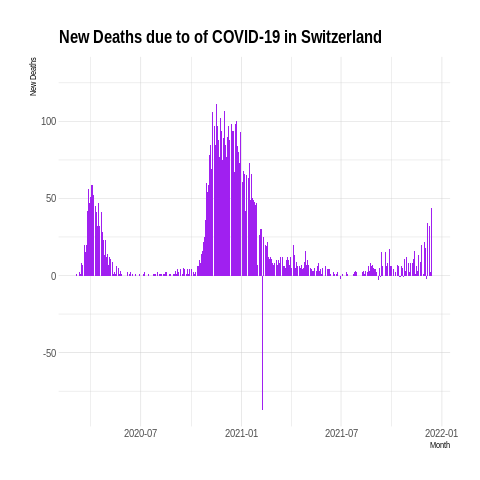 New Deaths due to of COVID-19 in Switzerland
New Deaths
100
50
0
-50
2020-07
2021-01
2021-07
2022-01
Month